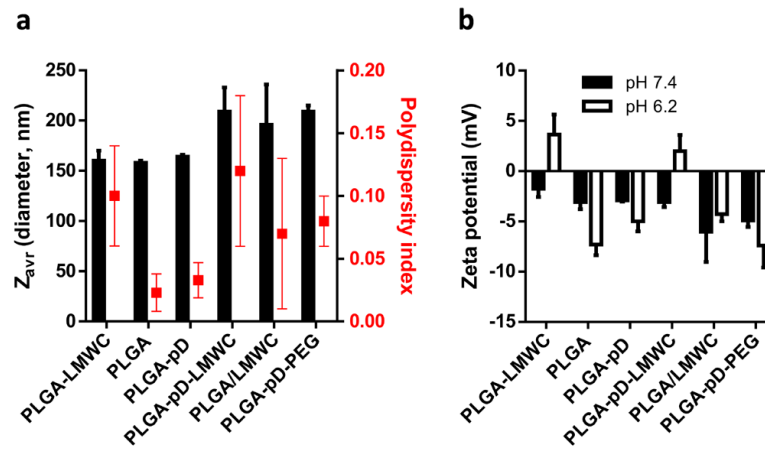 a
Z_avr (diameter, nm)
250
200
150
100
50
0
0.20
0.15
0.10
0.05
0.00
Polydispersity index
PLGA-LMWC
PLGA
PLGA-pD
PLGA-pD-LMWC
PLGA/LMWC
PLGA-pD-PEG
b
Zeta potential (mV)
10
5
0
-5
-10
-15
pH 7.4
pH 6.2
PLGA-LMWC
PLGA
PLGA-pD
PLGA-pD-LMWC
PLGA/LMWC
PLGA-pD-PEG